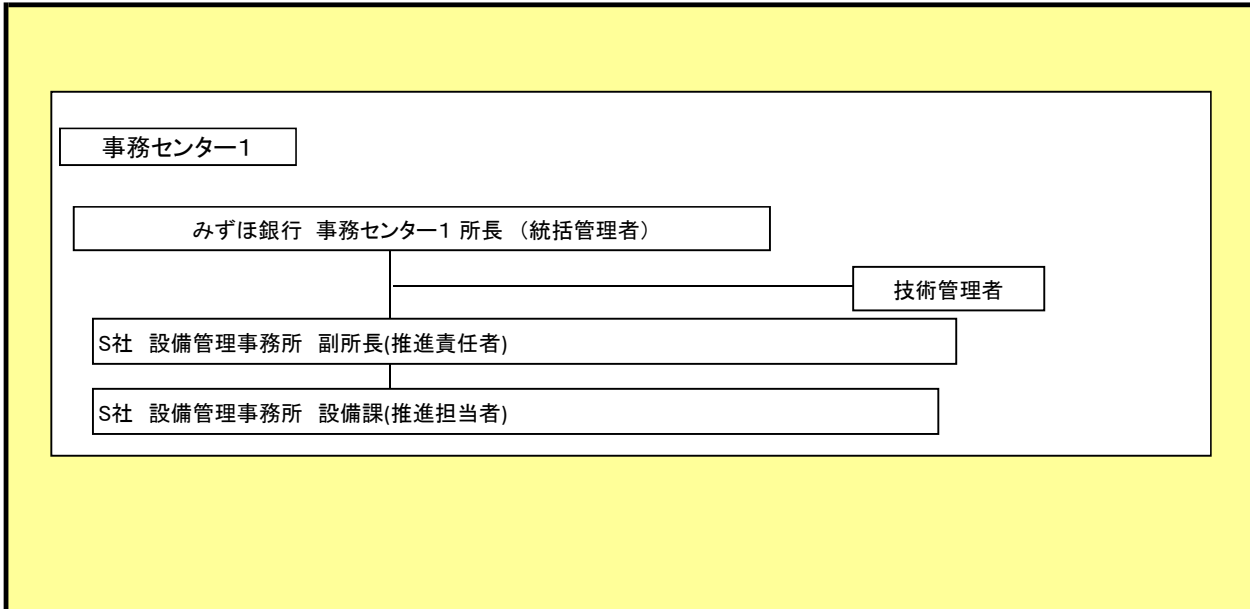 事務センター1
みずほ銀行 事務センター1 所長 (統括管理者)
技術管理者
S社 設備管理事務所 副所長(推進責任者)
S社 設備管理事務所 設備課(推進担当者)